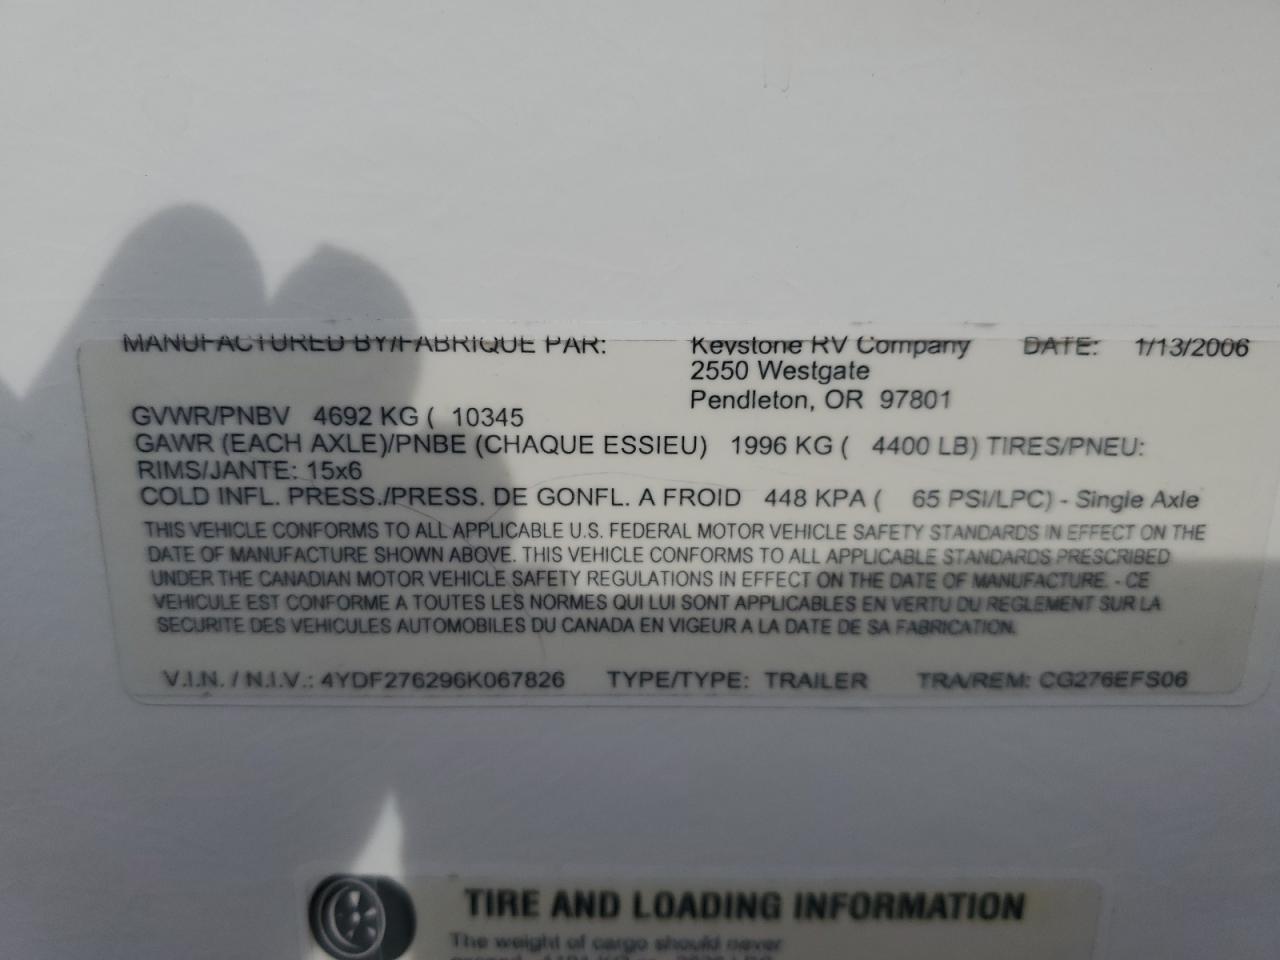 MANUFACTURED BY/FABRIQUE PAR: Keystone RV Company DATE: 1/13/2006
2550 Westgate
Pendleton, OR 97801
GVWR/PNBV 4692 KG ( 10345
GAWR (EACH AXLE)/PNBE (CHAQUE ESSIEU) 1996 KG ( 4400 LB) TIRES/PNEU:
RIMS/JANTE: 15x6
COLD INFL. PRESS./PRESS. DE GONFL. A FROID 448 KPA ( 65 PSI/LPC) - Single Axle
THIS VEHICLE CONFORMS TO ALL APPLICABLE U.S. FEDERAL MOTOR VEHICLE SAFETY STANDARDS IN EFFECT ON THE
DATE OF MANUFACTURE SHOWN ABOVE. THIS VEHICLE CONFORMS TO ALL APPLICABLE STANDARDS PRESCRIBED
UNDER THE CANADIAN MOTOR VEHICLE SAFETY REGULATIONS IN EFFECT ON THE DATE OF MANUFACTURE. - CE
VEHICULE EST CONFORME A TOUTES LES NORMES QUI LUI SONT APPLICABLES EN VERTU DU REGLEMENT SUR LA
SECURITE DES VEHICULES AUTOMOBILES DU CANADA EN VIGEUR A LA DATE DE SA FABRICATION.
V.I.N. / N.I.V.: 4YDF276296K067826 TYPE/TYPE: TRAILER TRA/REM: CG276EFS06
TIRE AND LOADING INFORMATION
The weight of cargo should never